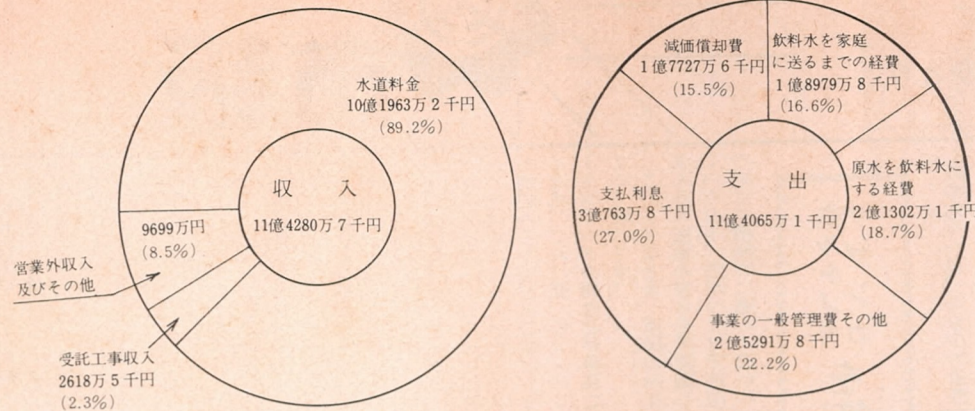 水道料金
10億1963万2千円
(89.2%)
収 入
11億4280万7千円
9699万円
(8.5%)
営業外収入
及びその他
受託工事収入
2618万5千円
(2.3%)
減価償却費
1億7727万6千円
(15.5%)
飲料水を家庭
に送るまでの経費
1億8979万8千円
(16.6%)
原水を飲料水に
する経費
2億1302万1千円
(18.7%)
支 出
11億4065万1千円
支払利息
3億763万8千円
(27.0%)
事業の一般管理費その他
2億5291万8千円
(22.2%)